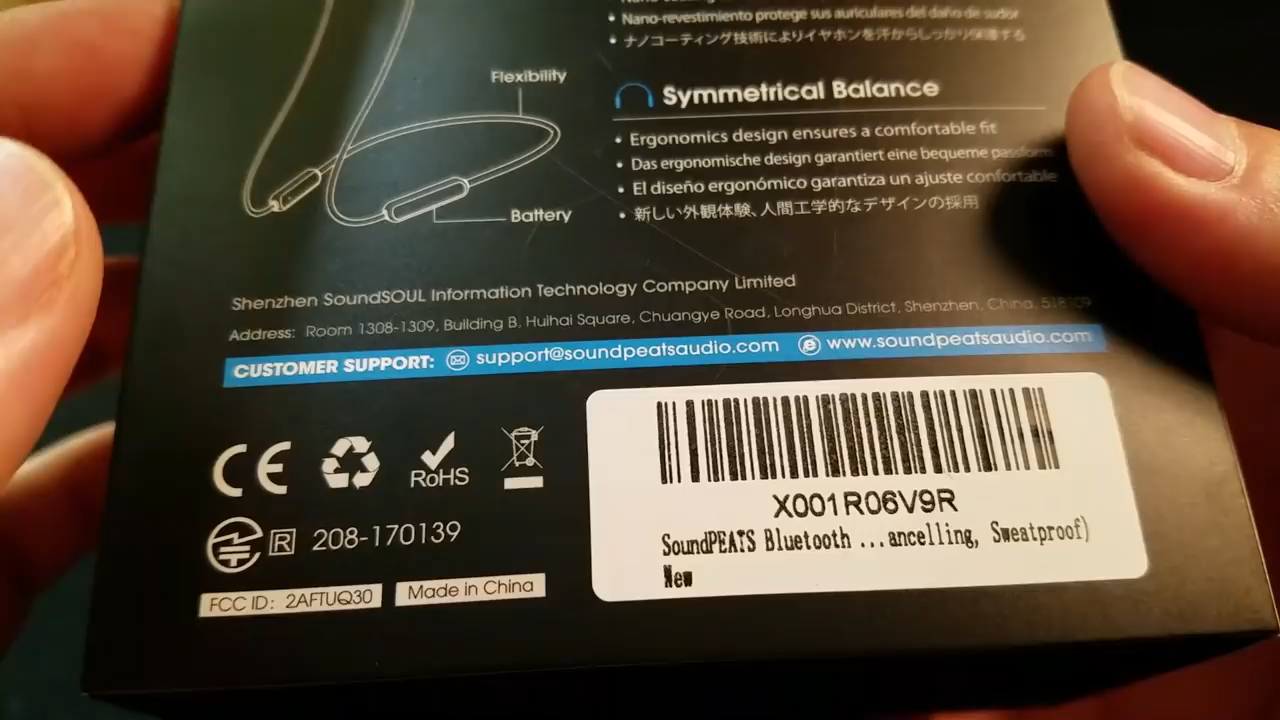 • Nano-revestimiento protege sus auriculares del daño de sudor
• ナノコーティング技術によりイヤホンを汗からしっかり保護する
Flexibility
Symmetrical Balance
• Ergonomics design ensures a comfortable fit
• Das ergonomische design garantiert eine bequeme passform
• El diseño ergonómico garantiza un ajuste confortable
• 新しい外観体験、人間工学的なデザインの採用
Battery
Shenzhen SoundSOUL Information Technology Company Limited
Address: Room 1308-1309, Building B, Huihai Square, Chuangye Road, Longhua District, Shenzhen, China,
CUSTOMER SUPPORT: support@soundpeatsaudio.com www.soundpeatsaudio.com
CE
RoHS
R 208-170139
FCC ID: 2AFTUQ30
Made in China
X001R06V9R
SoundPEATS Bluetooth ...ancelling, Sweatproof)
New